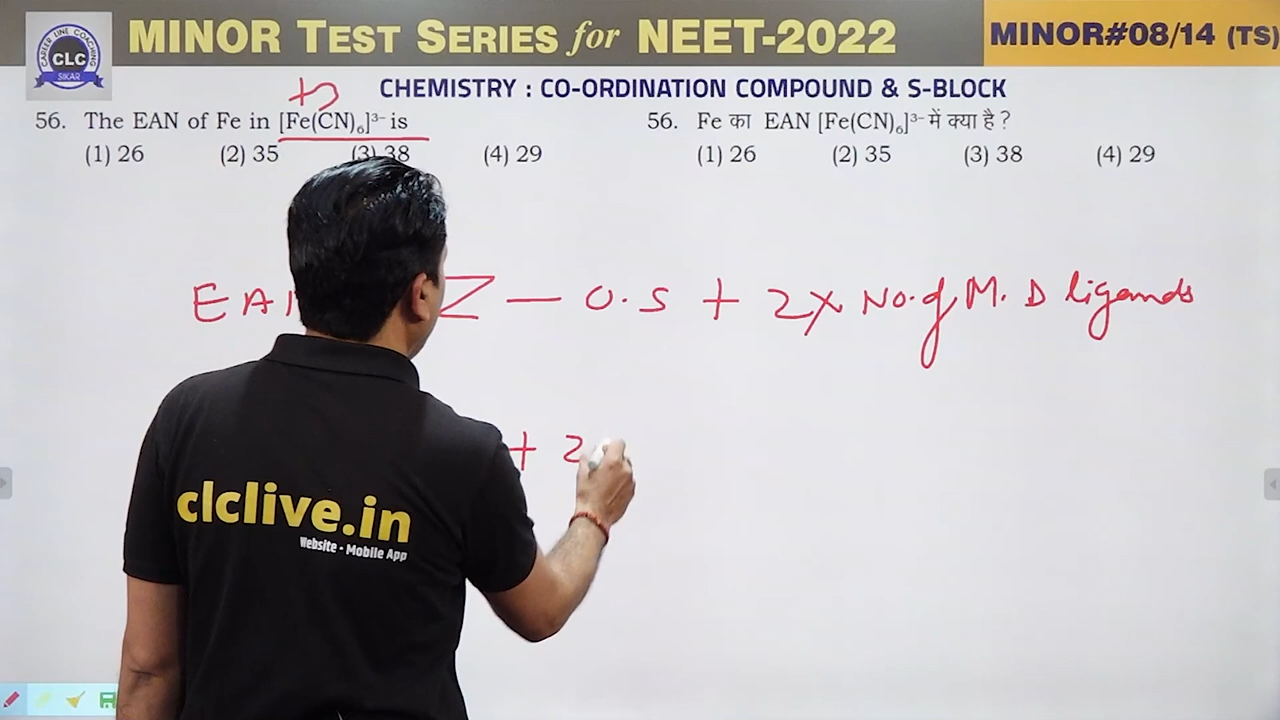 CAREER LINE COACHING
CLC
SIKAR
MINOR TEST SERIES for NEET-2022
MINOR#08/14 (TS)
CHEMISTRY : CO-ORDINATION COMPOUND & S-BLOCK
56. The EAN of Fe in [Fe(CN)₆]³⁻ is
(1) 26 (2) 35 (3) 38 (4) 29
56. Fe का EAN [Fe(CN)₆]³⁻ में क्या है ?
(1) 26 (2) 35 (3) 38 (4) 29
EA Z - O.S + 2x No.of M.D ligands
+ 2
clclive.in
Website • Mobile App